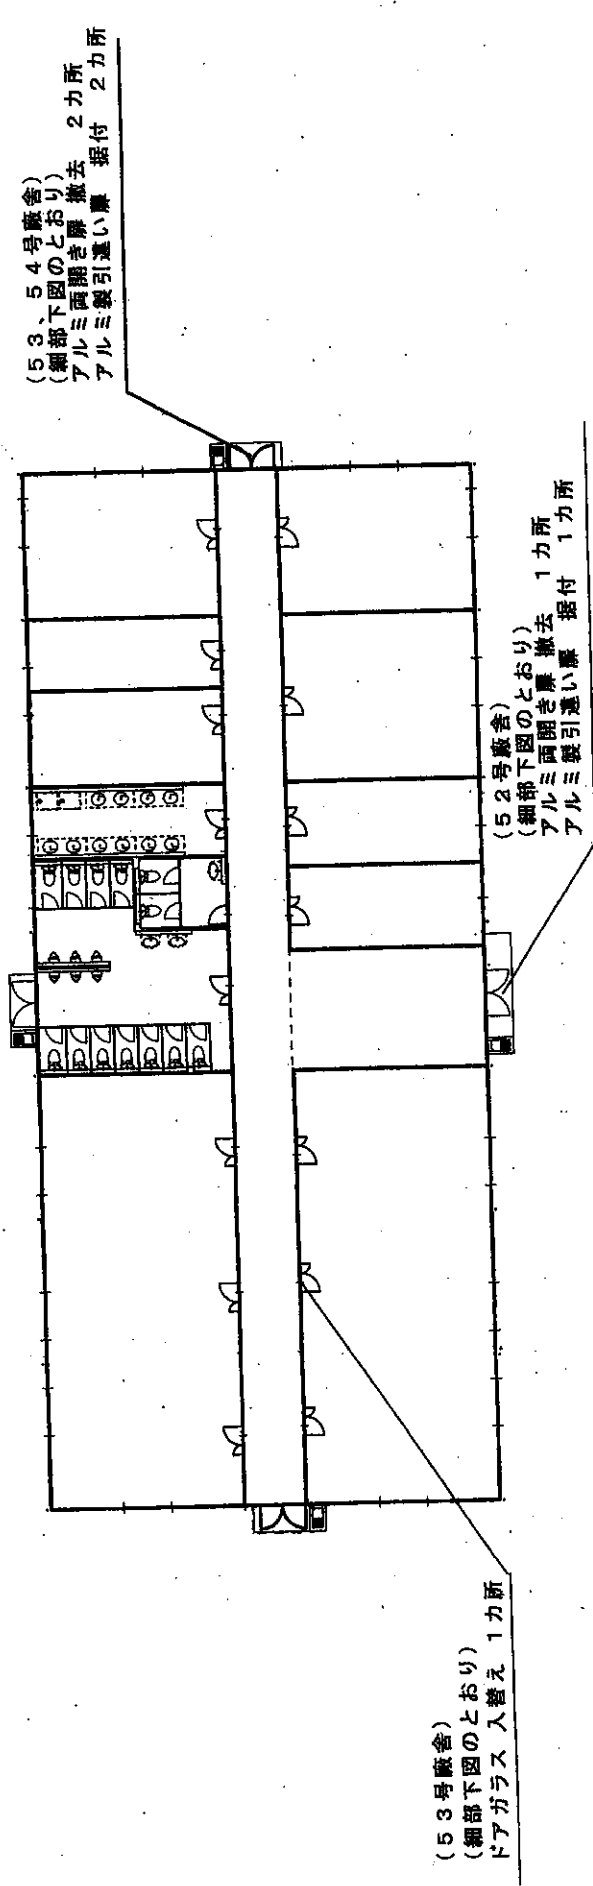 (53、54号廠舎)
(細部下図のとおり)
アルミ両開き扉 撤去 2カ所
アルミ製引違い扉 据付 2カ所
(52号廠舎)
(細部下図のとおり)
アルミ両開き扉 撤去 1カ所
アルミ製引違い扉 据付 1カ所
(53号廠舎)
(細部下図のとおり)
ドアガラス 入替え 1カ所